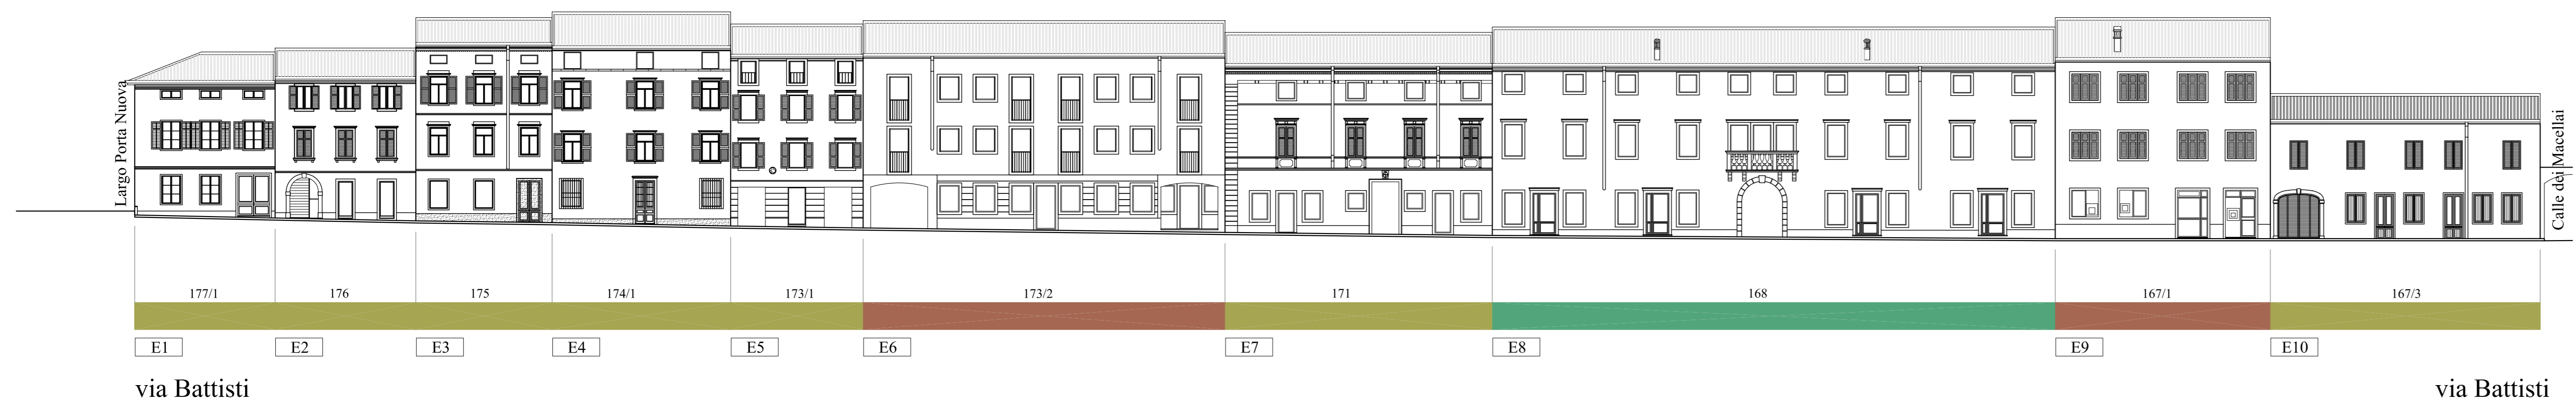 Largo Porta Nuova
Calle dei Macellai
177/1 176 175 174/1 173/1 173/2 171 168 167/1 167/3
E1 E2 E3 E4 E5 E6 E7 E8 E9 E10
via Battisti via Battisti